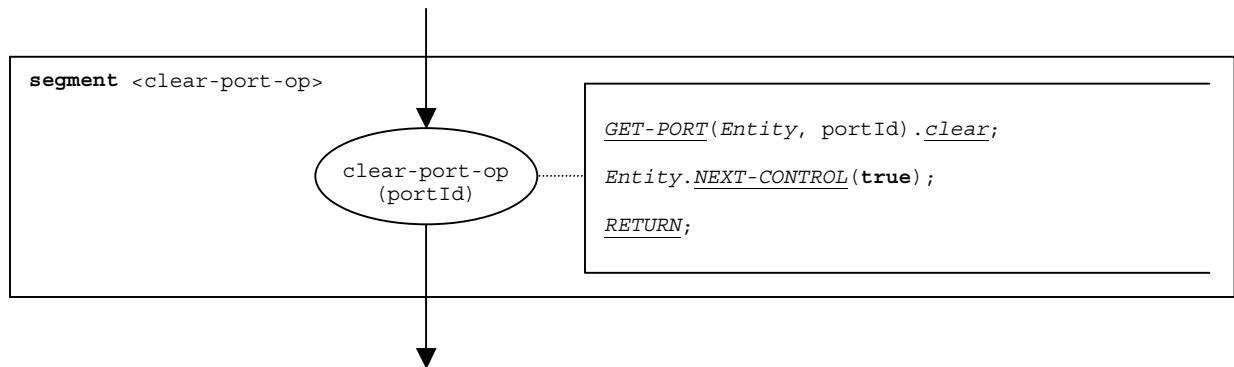 segment <clear-port-op>
clear-port-op
(portId)
GET-PORT(Entity, portId).clear;
Entity.NEXT-CONTROL(true);
RETURN;